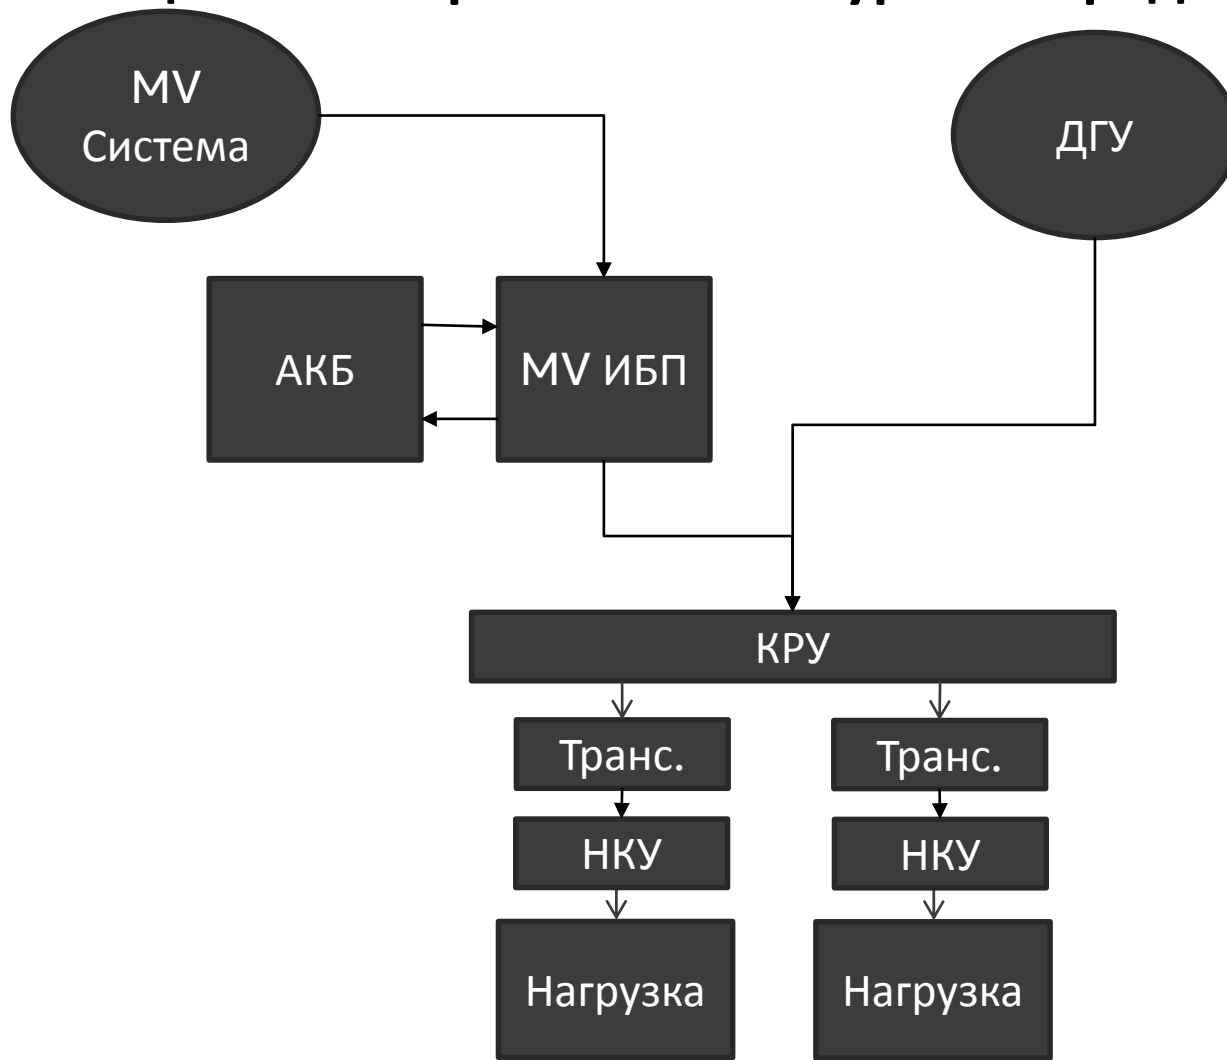 MV
Система
ДГУ
АКБ
MV ИБП
КРУ
Транс.
Транс.
НКУ
НКУ
Нагрузка
Нагрузка